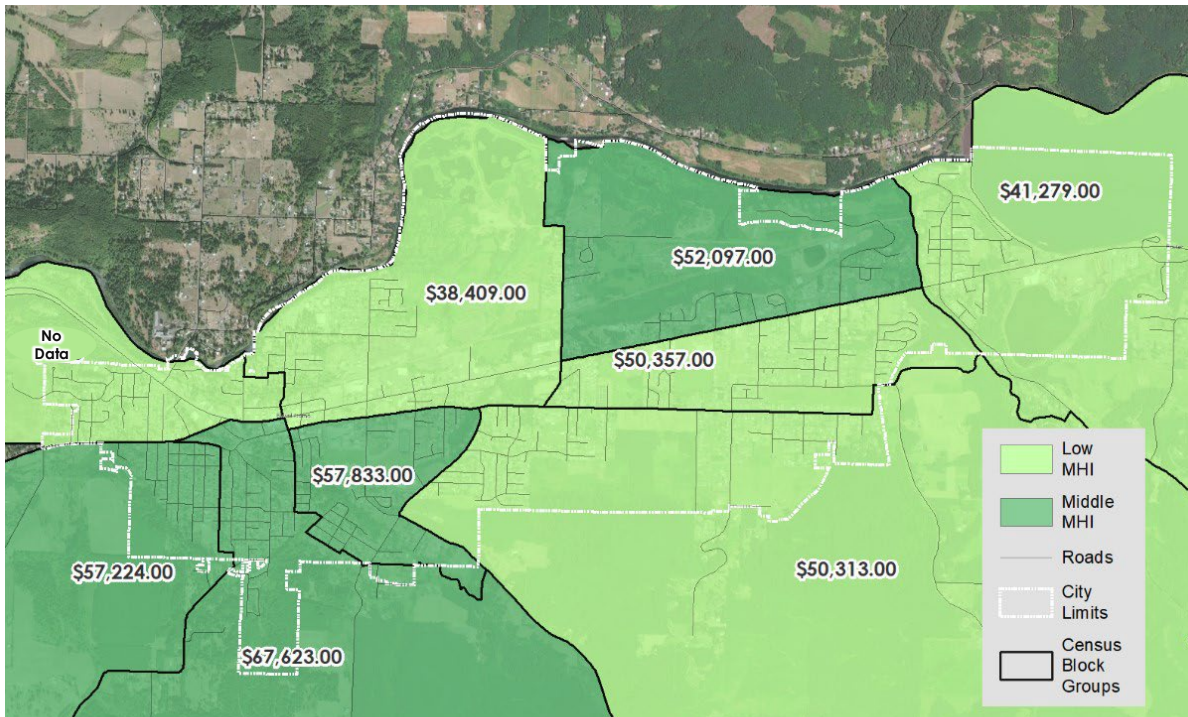 $41,279.00
$52,097.00
$38,409.00
No
Data
$50,357.00
$57,833.00
$57,224.00
$50,313.00
$67,623.00
Low
MHI
Middle
MHI
Roads
City
Limits
Census
Block
Groups